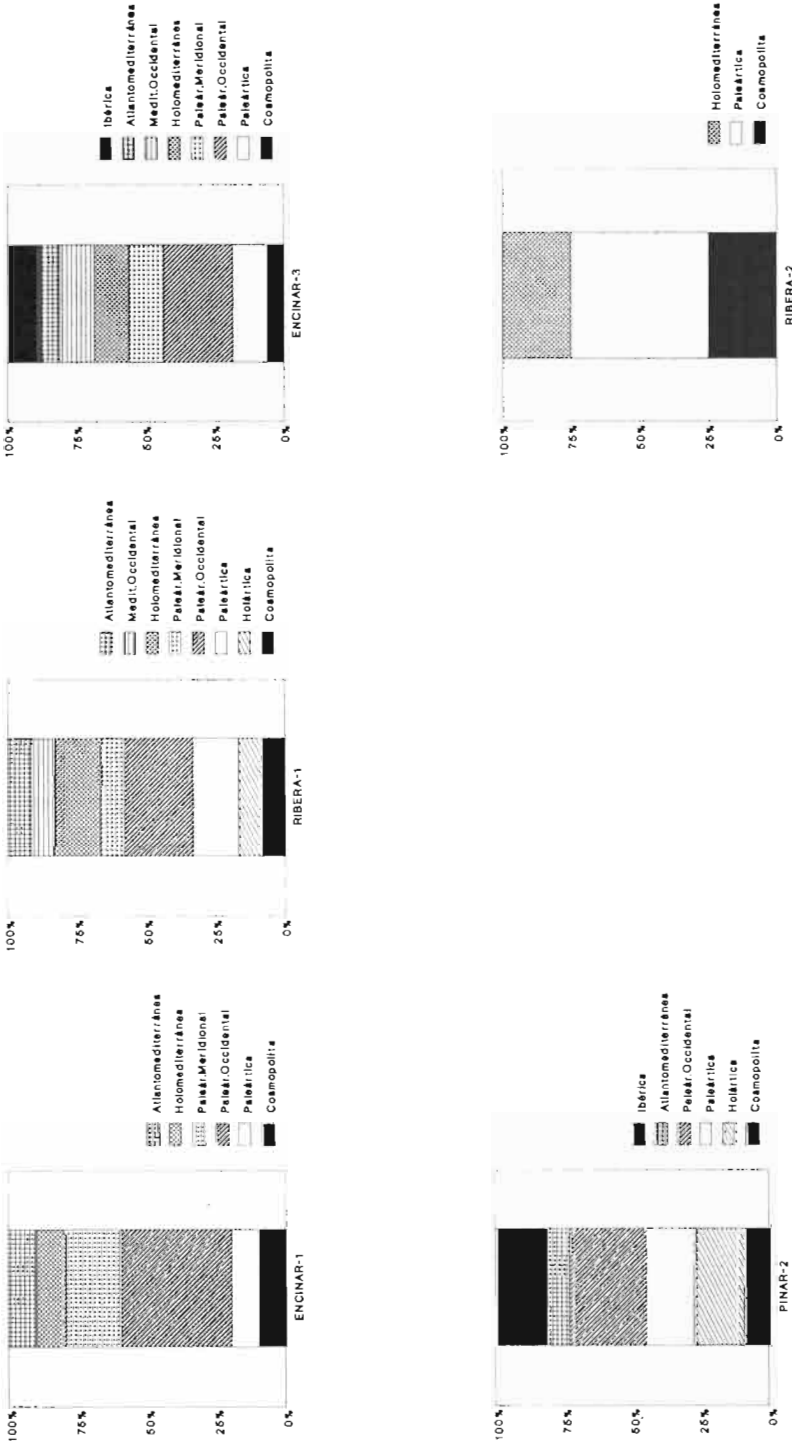 100%
75%
50%
25%
0%
ENCINAR-1
Atlantomediterránea
Holomediterránea
Paleár.Meridional
Paleár.Occidental
Paleártica
Cosmopolita
100%
75%
50%
25%
0%
RIBERA-1
Atlantomediterránea
Medit.Occidental
Holomediterránea
Paleár.Meridional
Paleár.Occidental
Paleártica
Holártica
Cosmopolita
100%
75%
50%
25%
0%
ENCINAR-3
Ibérica
Atlantomediterránea
Medit.Occidental
Holomediterránea
Paleár.Meridional
Paleár.Occidental
Paleártica
Cosmopolita
100%
75%
50%
25%
0%
PINAR-2
Ibérica
Atlantomediterránea
Paleár.Occidental
Paleártica
Holártica
Cosmopolita
100%
75%
50%
25%
0%
RIBERA-2
Holomediterránea
Paleártica
Cosmopolita